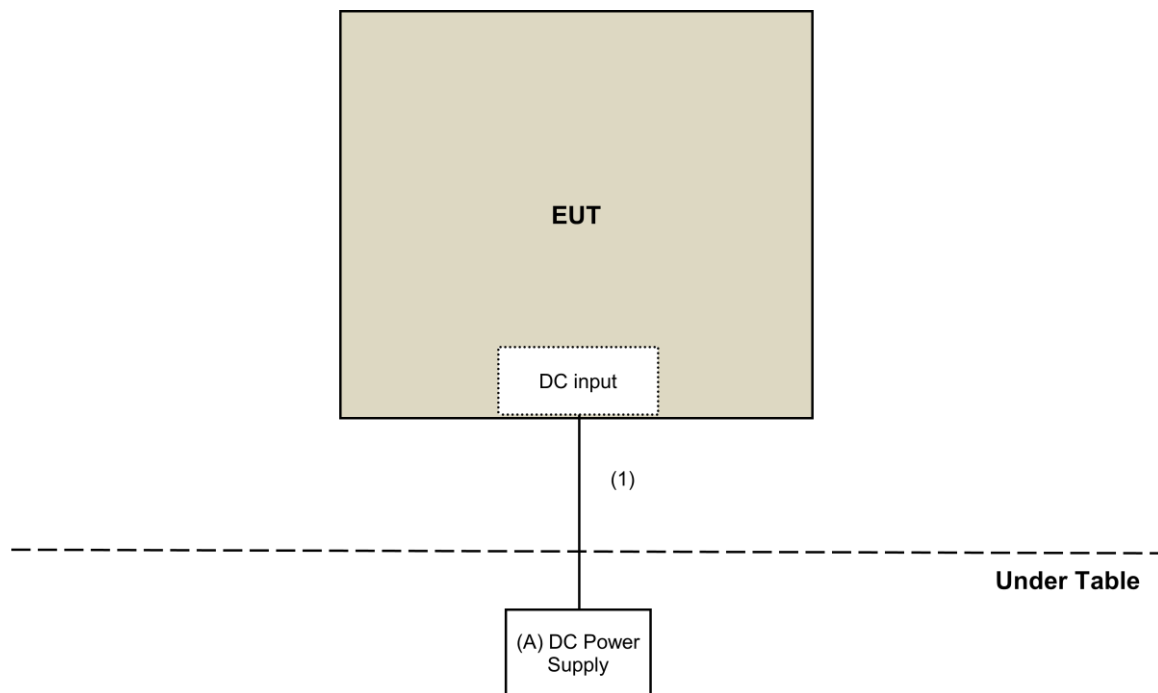 EUT
DC input
(1)
Under Table
(A) DC Power
Supply